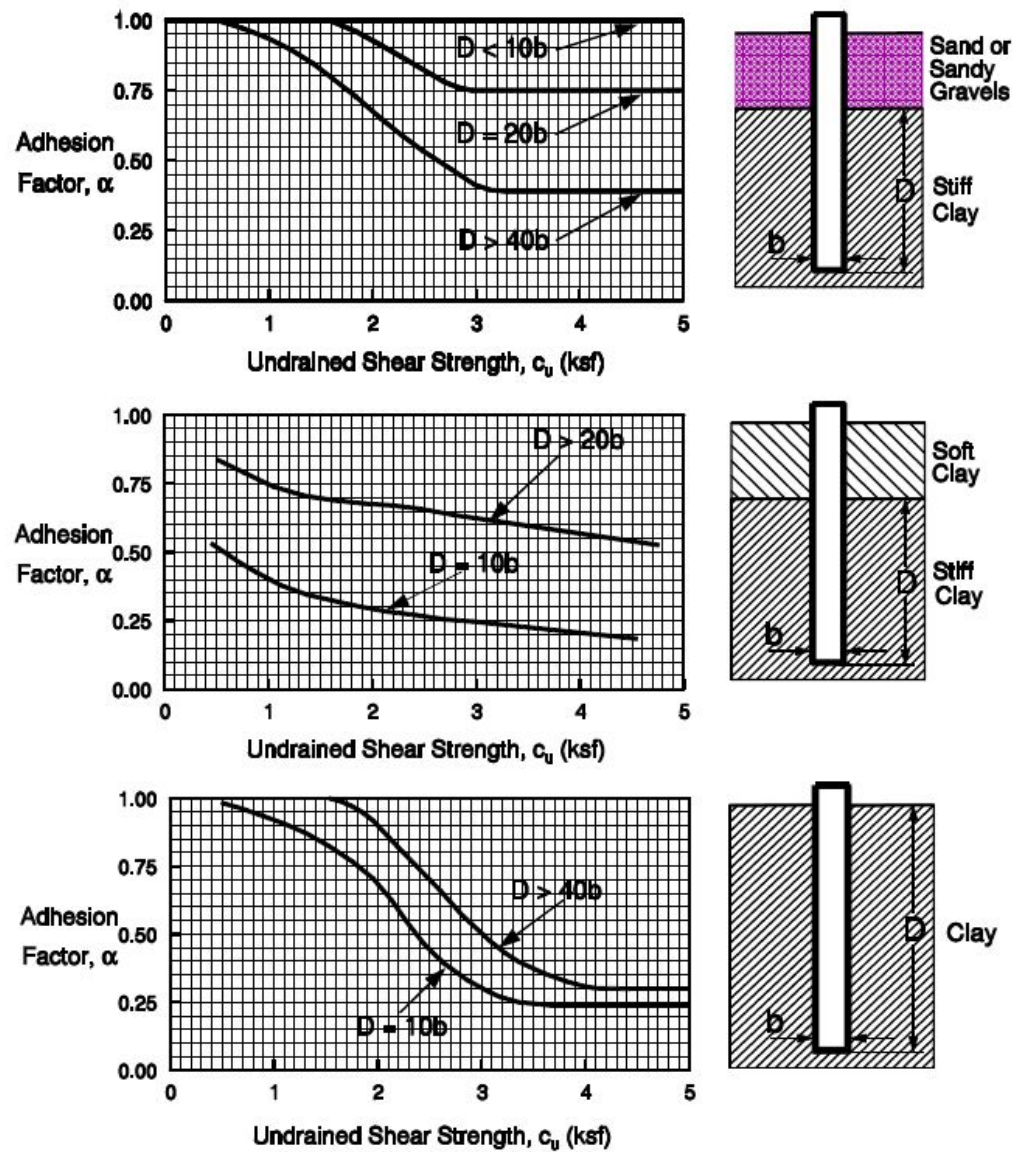 1.00
0.75
0.50
0.25
0.00
Adhesion
Factor, α
D < 10b
D = 20b
D > 40b
0 1 2 3 4 5
Undrained Shear Strength, cᵤ (ksf)
Sand or
Sandy
Gravels
D
Stiff
Clay
b
1.00
0.75
0.50
0.25
0.00
Adhesion
Factor, α
D > 20b
D = 10b
0 1 2 3 4 5
Undrained Shear Strength, cᵤ (ksf)
Soft
Clay
D
Stiff
Clay
b
1.00
0.75
0.50
0.25
0.00
Adhesion
Factor, α
D > 40b
D = 10b
0 1 2 3 4 5
Undrained Shear Strength, cᵤ (ksf)
D
Clay
b